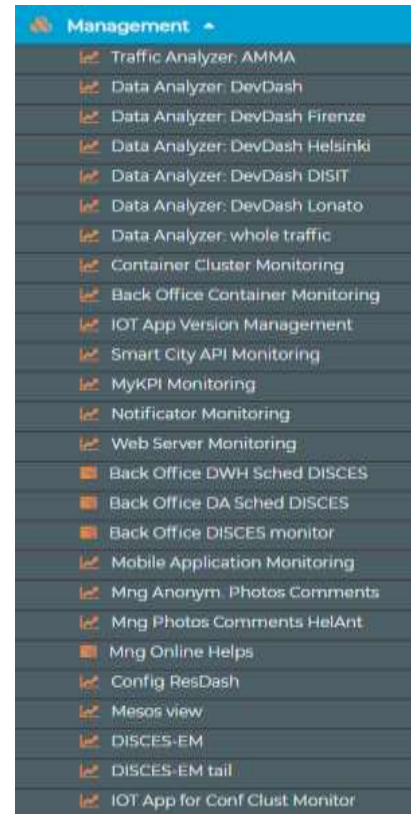 Management
Traffic Analyzer: AMMA
Data Analyzer: DevDash
Data Analyzer: DevDash Firenze
Data Analyzer: DevDash Helsinki
Data Analyzer: DevDash DISIT
Data Analyzer: DevDash Lonato
Data Analyzer: whole traffic
Container Cluster Monitoring
Back Office Container Monitoring
IOT App Version Management
Smart City API Monitoring
MyKPI Monitoring
Notificator Monitoring
Web Server Monitoring
Back Office DWH Sched DISCES
Back Office DA Sched DISCES
Back Office DISCES monitor
Mobile Application Monitoring
Mng Anonym. Photos Comments
Mng Photos Comments HelAnt
Mng Online Helps
Config ResDash
Mesos view
DISCES-EM
DISCES-EM tail
IOT App for Conf Clust Monitor